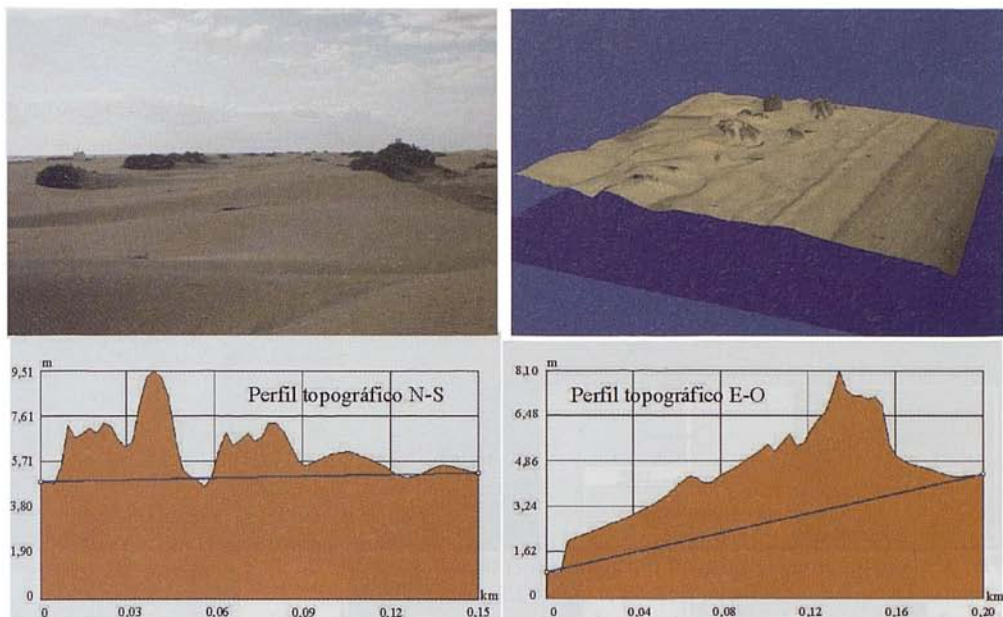 m
9,51
7,61
5,71
3,80
1,90
0
Perfil topográfico N-S
0 0,03 0,06 0,09 0,12 0,15
km
m
8,10
6,48
4,86
3,24
1,62
0
Perfil topográfico E-O
0 0,04 0,08 0,12 0,16 0,20
km